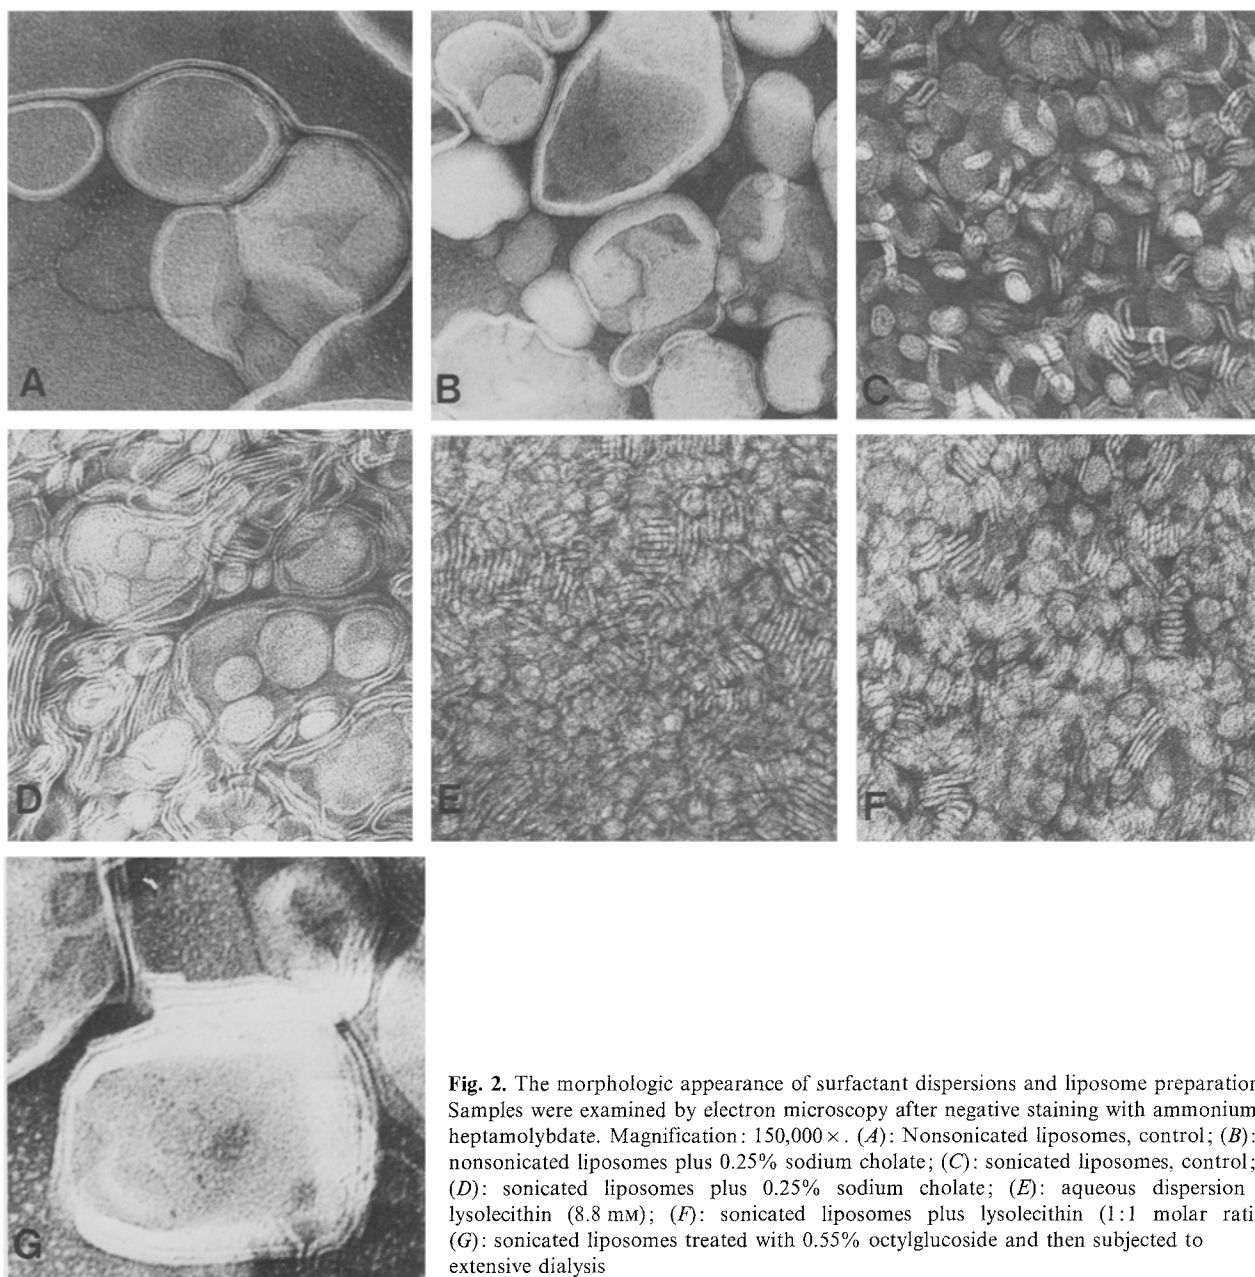 A
B
C
D
E
F
G
Fig. 2. The morphologic appearance of surfactant dispersions and liposome preparation
Samples were examined by electron microscopy after negative staining with ammonium
heptamolybdate. Magnification: 150,000 ×. (A): Nonsonicated liposomes, control; (B):
nonsonicated liposomes plus 0.25% sodium cholate; (C): sonicated liposomes, control;
(D): sonicated liposomes plus 0.25% sodium cholate; (E): aqueous dispersion
lysolecithin (8.8 mM); (F): sonicated liposomes plus lysolecithin (1:1 molar rati
(G): sonicated liposomes treated with 0.55% octylglucoside and then subjected to
extensive dialysis